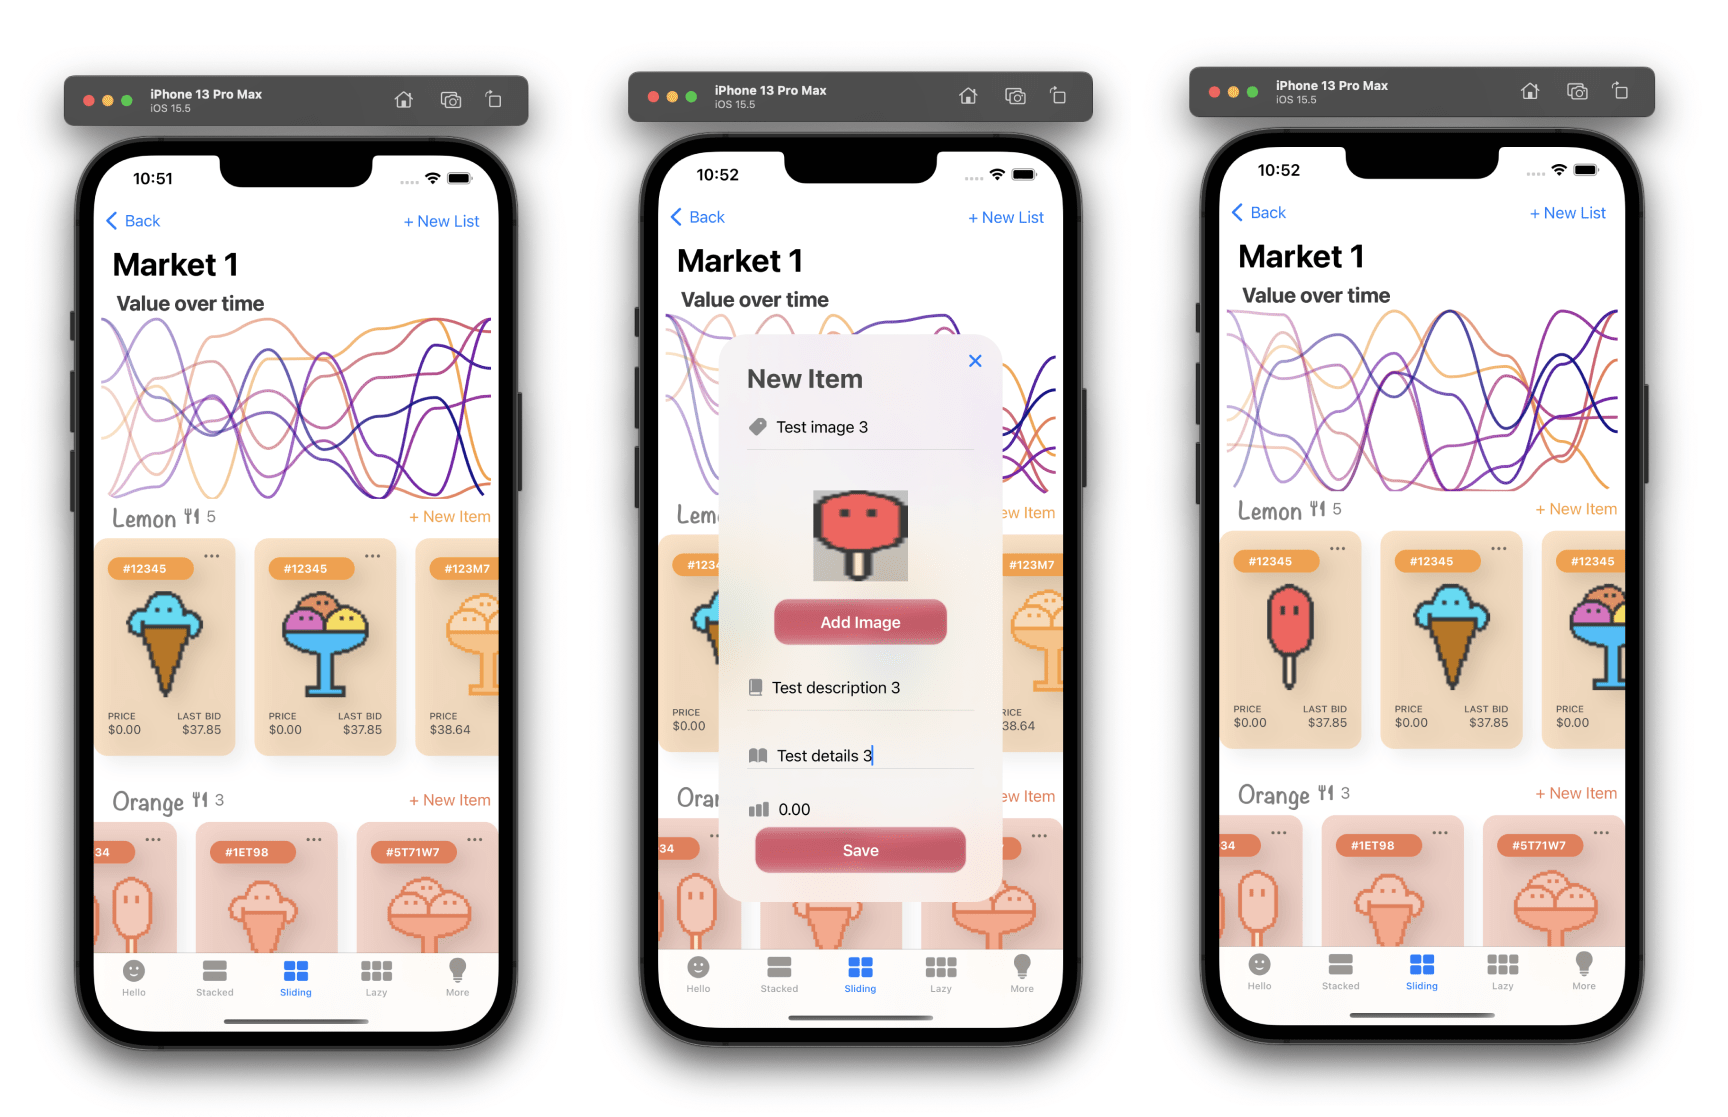 iPhone 13 Pro Max
iOS 15.5
10:51
Back
+ New List
Market 1
Value over time
Lemon 5
+ New Item
#12345
#12345
#123M7
PRICE
LAST BID
PRICE
LAST BID
PRICE
$0.00
$37.85
$0.00
$37.85
$38.64
Orange 3
+ New Item
34
#1ET98
#5T71W7
Hello
Stacked
Sliding
Lazy
More
iPhone 13 Pro Max
iOS 15.5
10:52
Back
+ New List
Market 1
Value over time
New Item
Test image 3
Add Image
Test description 3
Test details 3
0.00
Save
Lem
ew Item
#1234
#123M7
PRICE
RICE
$0.00
38.64
Orar
ew Item
34
Hello
Stacked
Sliding
Lazy
More
iPhone 13 Pro Max
iOS 15.5
10:52
Back
+ New List
Market 1
Value over time
Lemon 5
+ New Item
#12345
#12345
#12345
PRICE
LAST BID
PRICE
LAST BID
PRICE
$0.00
$37.85
$0.00
$37.85
$0.00
Orange 3
+ New Item
34
#1ET98
#5T71W7
Hello
Stacked
Sliding
Lazy
More